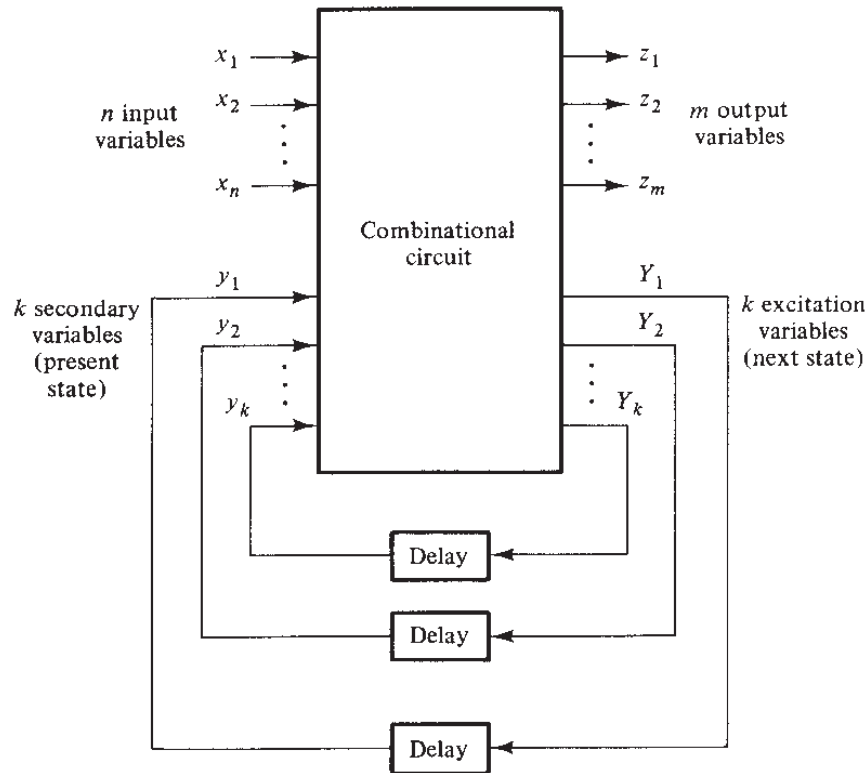 x₁
x₂
xₙ
n input
variables
z₁
z₂
zₘ
m output
variables
Combinational
circuit
y₁
y₂
yₖ
k secondary
variables
(present
state)
Y₁
Y₂
Yₖ
k excitation
variables
(next state)
Delay
Delay
Delay